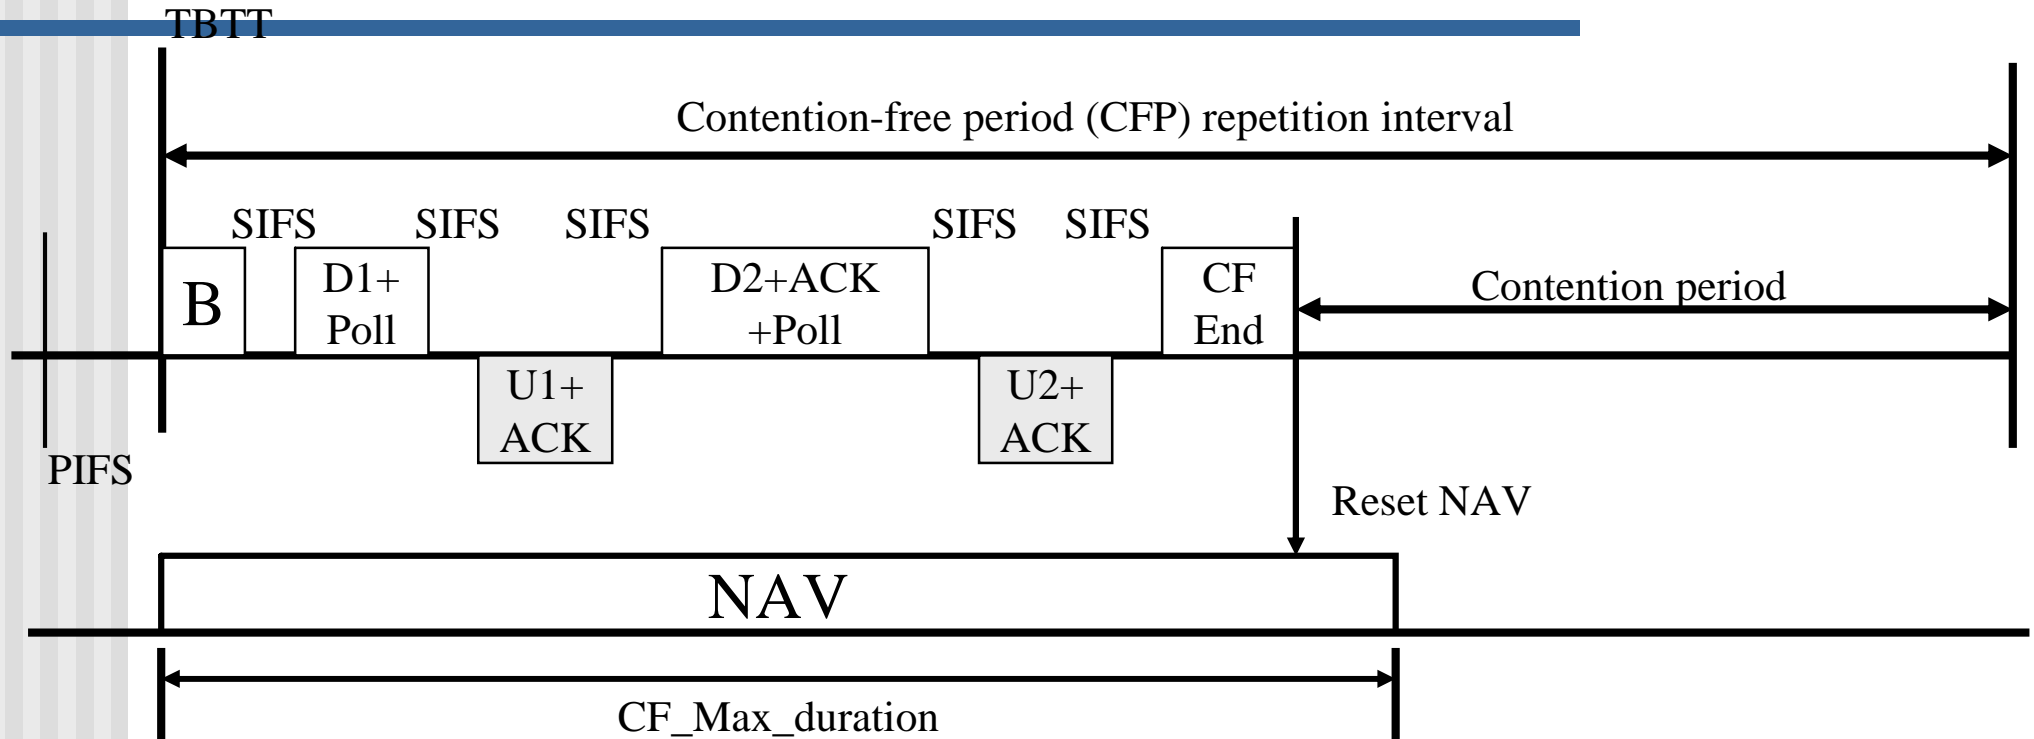 TBTT
Contention-free period (CFP) repetition interval
SIFS SIFS SIFS SIFS SIFS
B
D1+
Poll
D2+ACK
+Poll
CF
End
Contention period
U1+
ACK
U2+
ACK
PIFS
Reset NAV
NAV
CF_Max_duration